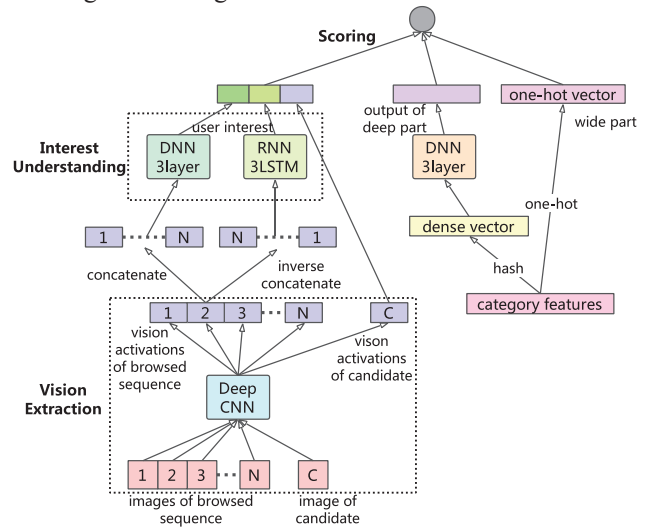 Scoring
output of
deep part
one-hot vector
wide part
user interest
Interest
Understanding
DNN
3layer
RNN
3LSTM
DNN
3layer
one-hot
1 N N 1
dense vector
concatenate
inverse
concatenate
hash
category features
1 2 3 N C
vision
activations
of browsed
sequence
vison
activations
of candidate
Vision
Extraction
Deep
CNN
1 2 3 N C
images of browsed
sequence
image of
candidate